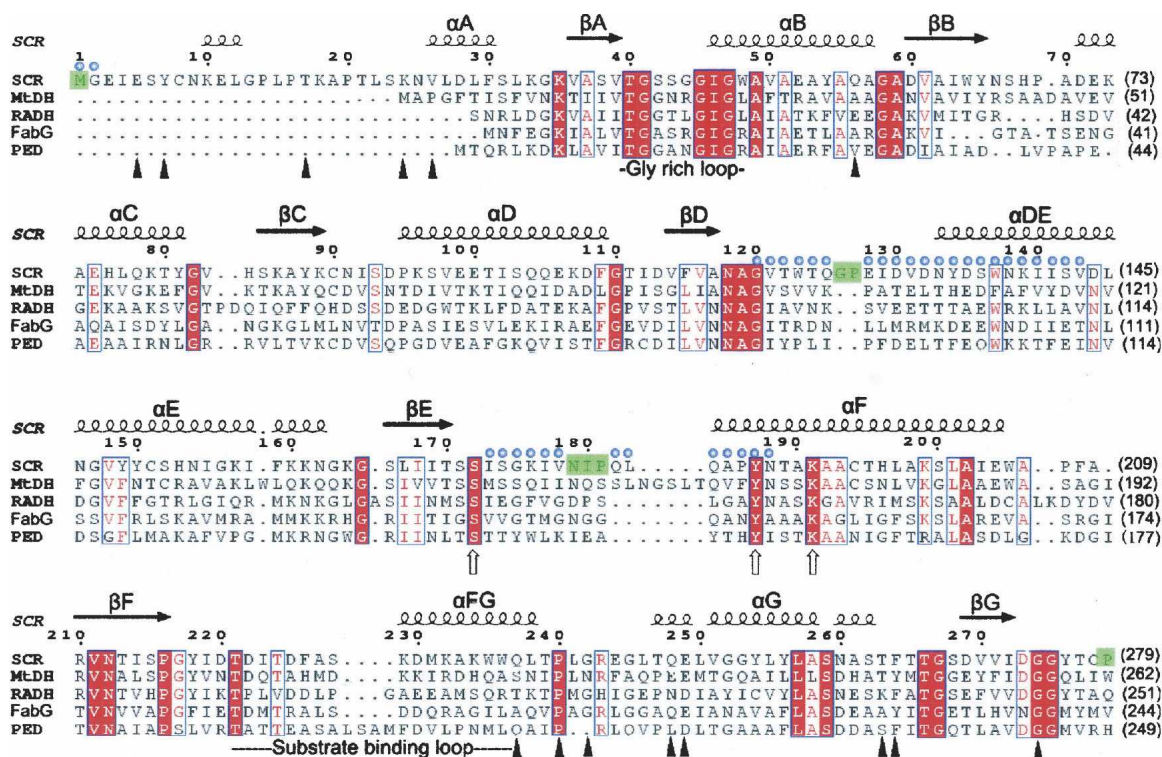 αA βA αB βB
SCR
1 10 20 30 40 50 60 70
SCR MGEIESYCNKELGPLPTKAPTLSKNVLDLFSLKGKVASVTGSSGGIGWAVAEAYAQAGADVAIWYNSHP.ADEK (73)
MtDH .......................MAPGFTISFVNKTIIVTGGNRGIGLAFTRAVAAAGANVAVIYRSAADAVEV (51)
RADH ............................SNRLDGKVAIITGGTLGIGLAIATKFVEEGAKVMITGR...HSDV (42)
FabG .............................MNFEGKIALVTGASRGIGRAIAETLAARGAKVI...GTA.TSENG (41)
PED ...........................MTQRLKDKLAVITGGANGIGRAIAERFAVEGADIAIAD..LVPAPE. (44)
-Gly rich loop-
αC βC αD βD αDE
SCR
80 90 100 110 120 130 140
SCR AEHLQKTYGV..HSKAYKCNISDPKSVEETISQQEKDFGTIDVFVANAGVTWTQGPEIDVDNYDSWNKIISVDL (145)
MtDH TEKVGKEFGV..KTKAYQCDVSNTDIVTKTIQQIDADLGPISGLIANAGVSVVK..PATELTHEDFAFVYDVNV (121)
RADH GEKAAKSVGTPDQIQFFQHDSSDEDGWTKLFDATEKAFGPVSTLVNNAGIAVNK..SVEETTTAEWRKLLAVNL (114)
FabG AQAISDYLGA..NGKGLMLNVTDPASIESVLEKIRAEFGEVDILVNNAGITRDN..LLMRMKDEEWNDIIETNL (111)
PED AEAAIRNLG...RVLTVKCDVSQPGDVEAFGKQVISTFGRCDILVNNAGIYPLI..PFDELTFEQWKKTFEINV (114)
αE βE αF
SCR
150 160 170 180 190 200
SCR NGVYYCSHNIGKI.FKKNGKG.SLIITSSISGKIVNIPQL...... QAPYNTAKAACTHLAKSLAIEWA..PFA. (209)
MtDH FGVFNTCRAVAKLWLQKQQKG.SIVVTSSMSSQIINQSSLNGSLTQVFYNSSKAACSNLVKGLAAEWA..SAGI (192)
RADH DGVFFGTRLGIQR.MKNKGLGASIINMSSIEGFVGDPS.......LGAYNASKGAVRIMSKSAALDCALKDYDV (180)
FabG SSVFRLSKAVMRA.MMKKRHG.RIITIGSVVGTMGNGG.......QANYAAAKAGLIGFSKSLAREVA..SRGI (174)
PED DSGFLMAKAFVPG.MKRNGWG.RIINLTSTTYWLKIEA.......YTHYISTKAANIGFTRALASDLG..KDGI (177)
βF αFG αG βG
SCR
210 220 230 240 250 260 270
SCR RVNTISPGYIDTDITDFAS....KDMKAKWWQLTPLGREGLTQELVGGYLYLASNASTFTTGSDVVIDGGYTCP (279)
MtDH RVNALSPGYVNTDQTAHMD....KKIRDHQASNIPLNRFAQPEEMTGQAILLLSDHATYMTGGEYFIDGGQLIW (262)
RADH RVNTVHPGYIKTPLVDDLP...GAEEAMSQRTKTPMGHIGEPNDIAYICVYLASNESKFATGSEFVVDGGYTAQ (251)
FabG TVNVVAPGFIETDMTRALS....DDQRAGILAQVPAGRLGGAQEIANAVAFLASDEAAYITGETLHVNGGMYMV (244)
PED TVNAIAPSLVRTATTEASALSAMFDVLPNMLQAIP..RLQVPLDLTGAAAFLASDDASFITGQTLAVDGGMVRH (249)
-----Substrate binding loop------